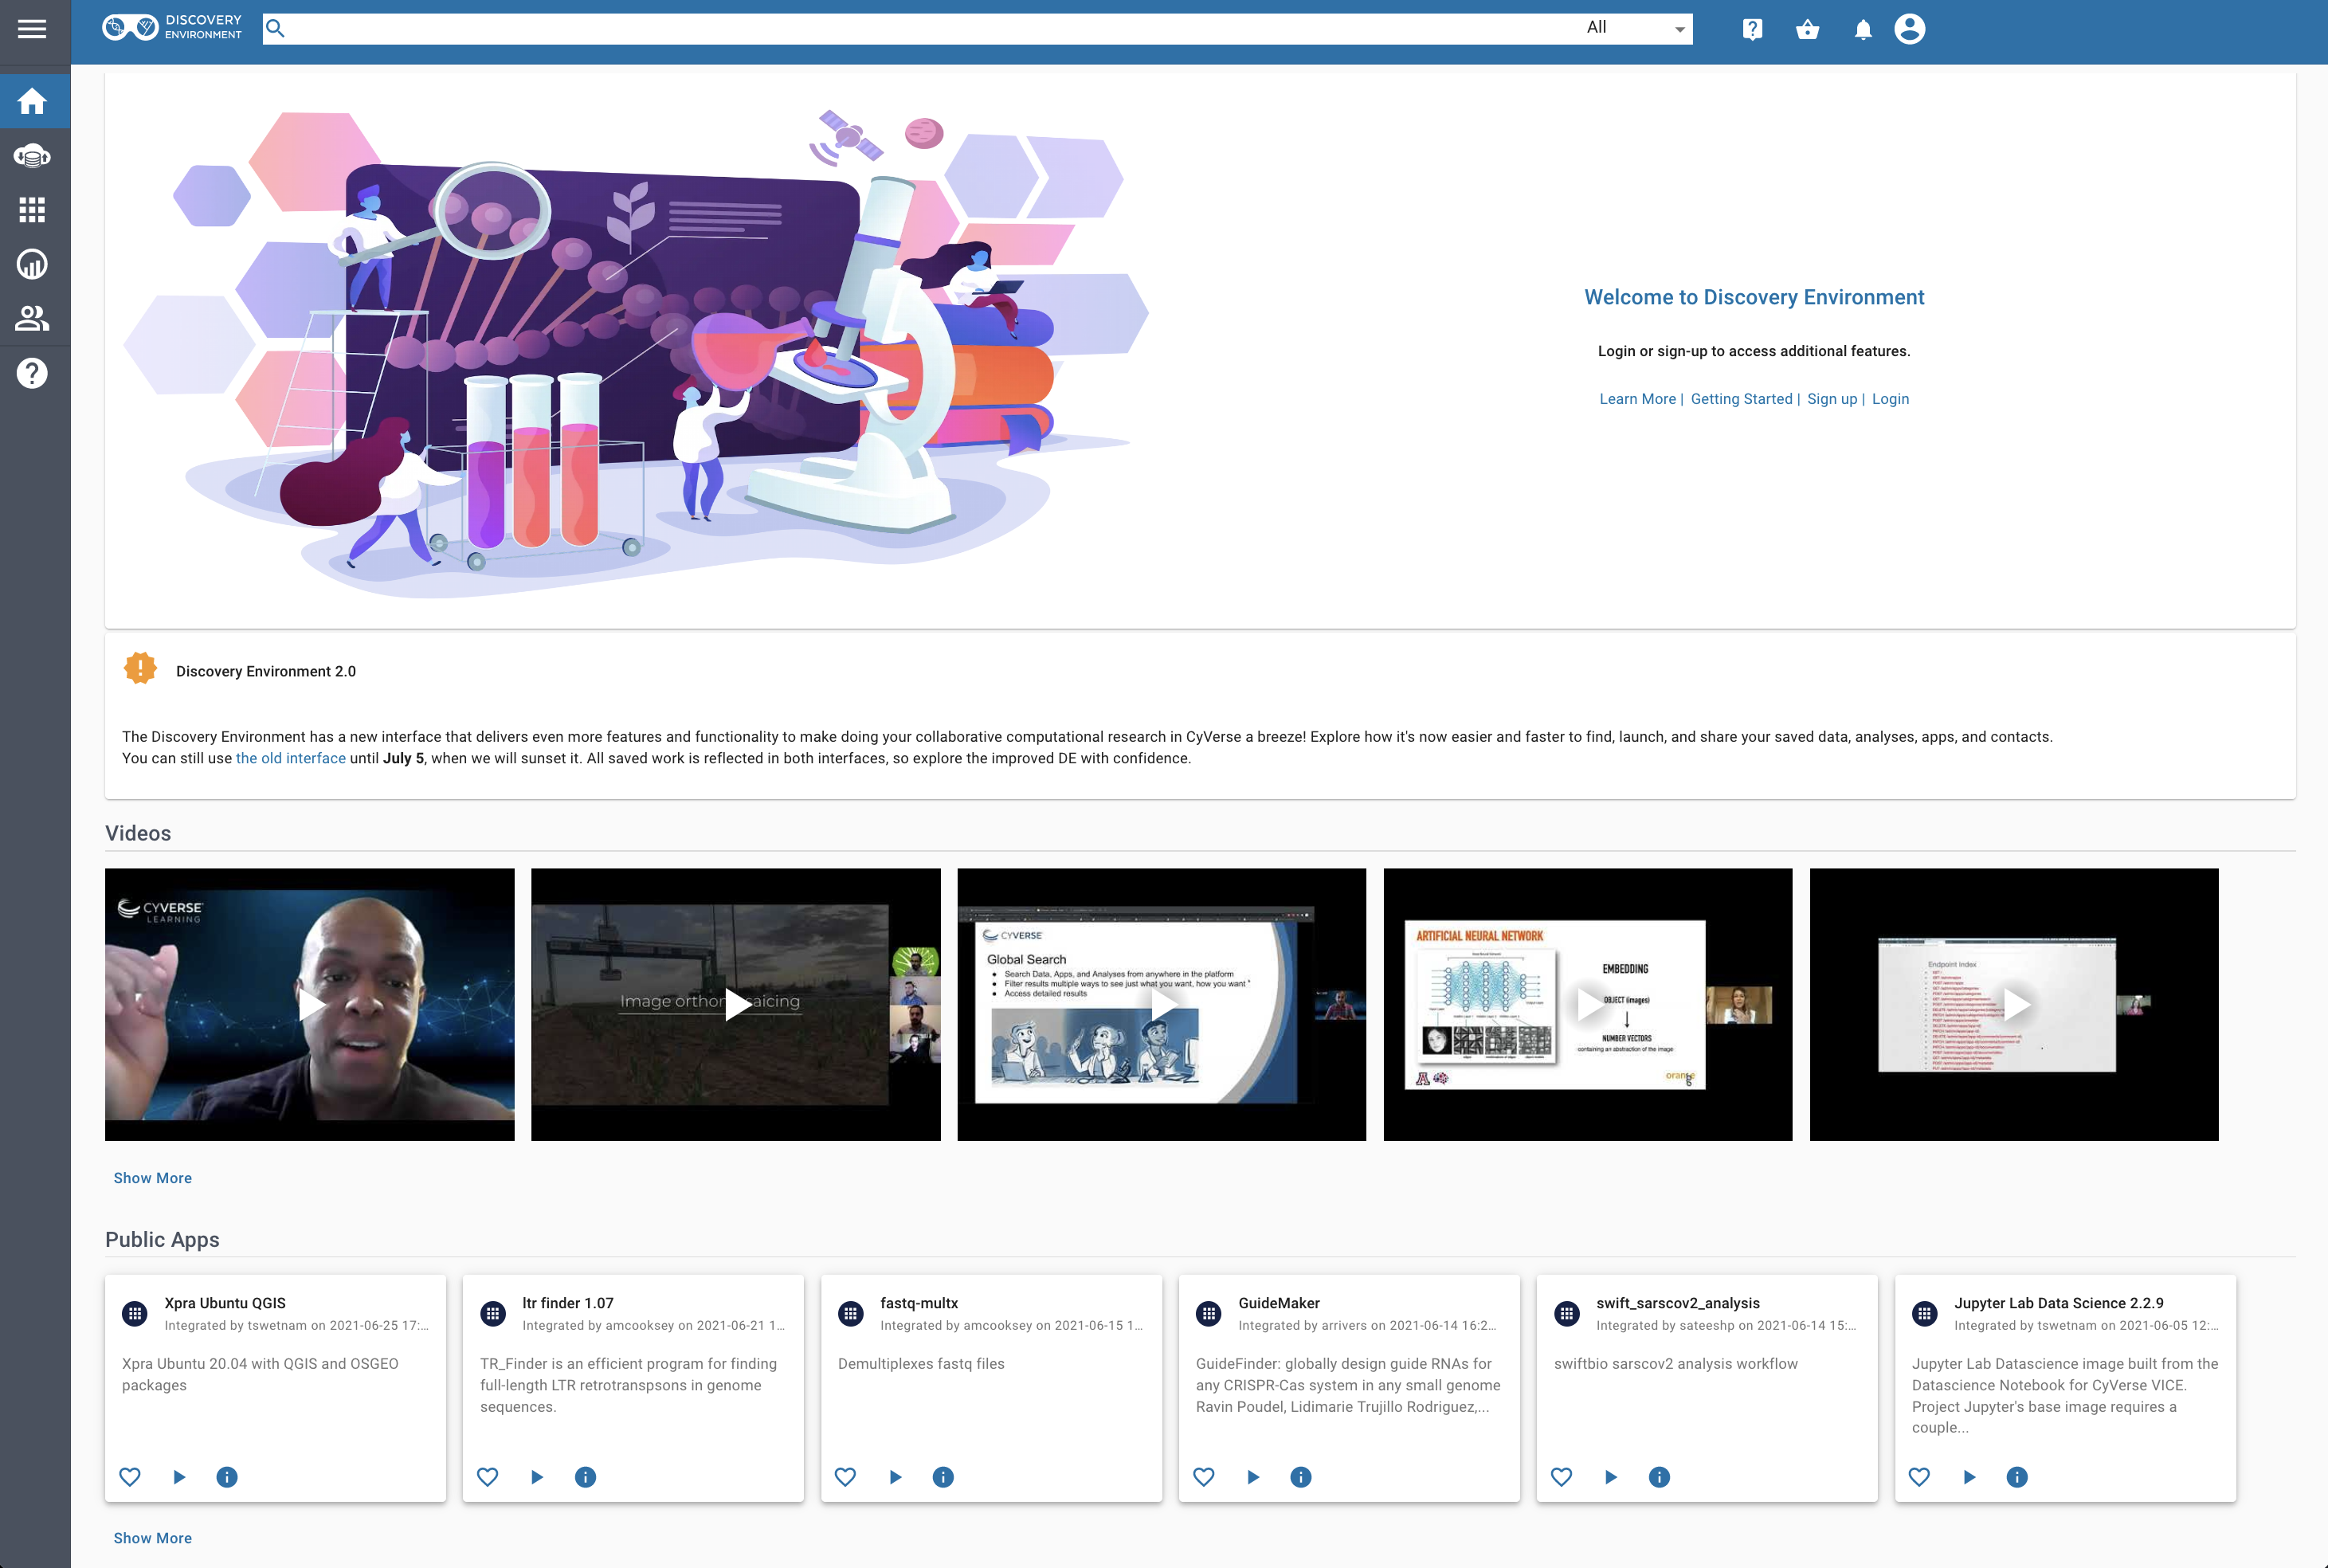 DISCOVERY
ENVIRONMENT
All
Welcome to Discovery Environment
Login or sign-up to access additional features.
Learn More | Getting Started | Sign up | Login
Discovery Environment 2.0
The Discovery Environment has a new interface that delivers even more features and functionality to make doing your collaborative computational research in CyVerse a breeze! Explore how it's now easier and faster to find, launch, and share your saved data, analyses, apps, and contacts.
You can still use the old interface until July 5, when we will sunset it. All saved work is reflected in both interfaces, so explore the improved DE with confidence.
Videos
CYVERSE
LEARNING
Image orthom saicing
CYVERSE
Global Search
• Search Data, Apps, and Analyses from anywhere in the platform
• Filter results multiple ways to see just what you want, how you want
• Access detailed results
ARTIFICIAL NEURAL NETWORK
EMBEDDING
OBJECT (images)
NUMBER VECTORS
containing an abstraction of the image
Endpoint Index
Show More
Public Apps
Xpra Ubuntu QGIS
Integrated by tswetnam on 2021-06-25 17:...
Xpra Ubuntu 20.04 with QGIS and OSGEO
packages
ltr finder 1.07
Integrated by amcooksey on 2021-06-21 1...
TR_Finder is an efficient program for finding
full-length LTR retrotranspsons in genome
sequences.
fastq-multx
Integrated by amcooksey on 2021-06-15 1...
Demultiplexes fastq files
GuideMaker
Integrated by arrivers on 2021-06-14 16:2...
GuideFinder: globally design guide RNAs for
any CRISPR-Cas system in any small genome
Ravin Poudel, Lidimarie Trujillo Rodriguez,...
swift_sarscov2_analysis
Integrated by sateeshp on 2021-06-14 15:...
swiftbio sarscov2 analysis workflow
Jupyter Lab Data Science 2.2.9
Integrated by tswetnam on 2021-06-05 12:...
Jupyter Lab Datascience image built from the
Datascience Notebook for CyVerse VICE.
Project Jupyter's base image requires a
couple...
Show More